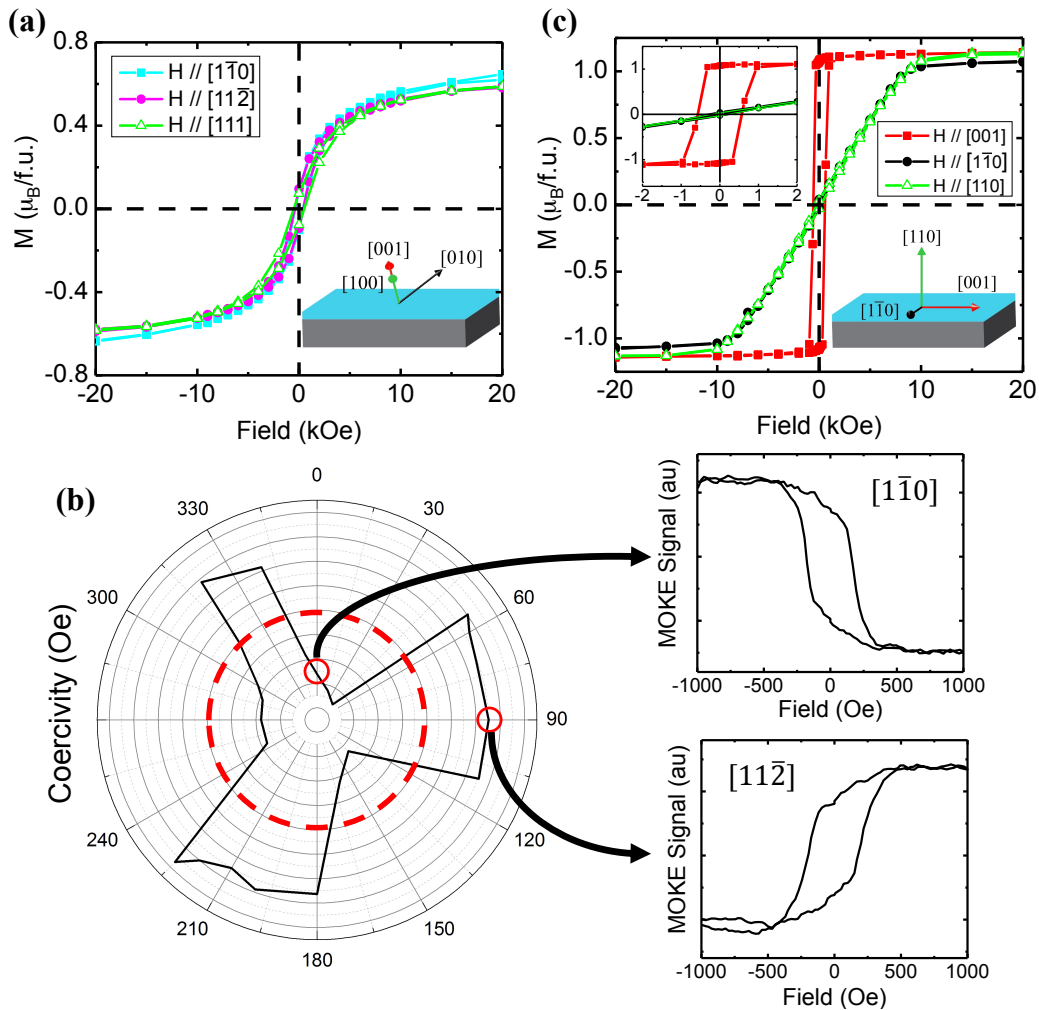 (a)
0.8
0.4
0.0
-0.4
-0.8
M (μB/f.u.)
H // [11̅0]
H // [112̅]
H // [111]
[001]
[100]
[010]
-20 -10 0 10 20
Field (kOe)
(c)
1.0
0.5
0.0
-0.5
-1.0
M (μB/f.u.)
1
0
-1
-2 -1 0 1 2
H // [001]
H // [11̅0]
H // [110]
[110]
[001]
[11̅0]
-20 -10 0 10 20
Field (kOe)
(b)
Coercivity (Oe)
0
30
60
90
120
150
180
210
240
300
330
MOKE Signal (au)
[11̅0]
-1000 -500 0 500 1000
Field (Oe)
MOKE Signal (au)
[112̅]
-1000 -500 0 500 1000
Field (Oe)